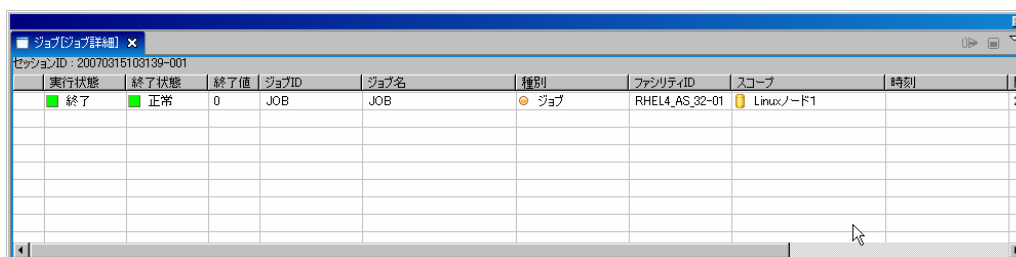 ジョブ[ジョブ詳細]
セッションID : 20070315103139-001
実行状態 終了状態 終了値 ジョブID ジョブ名 種別 ファシリティID スコープ 時刻
終了 正常 0 JOB JOB ジョブ RHEL4_AS_32-01 Linuxノード1